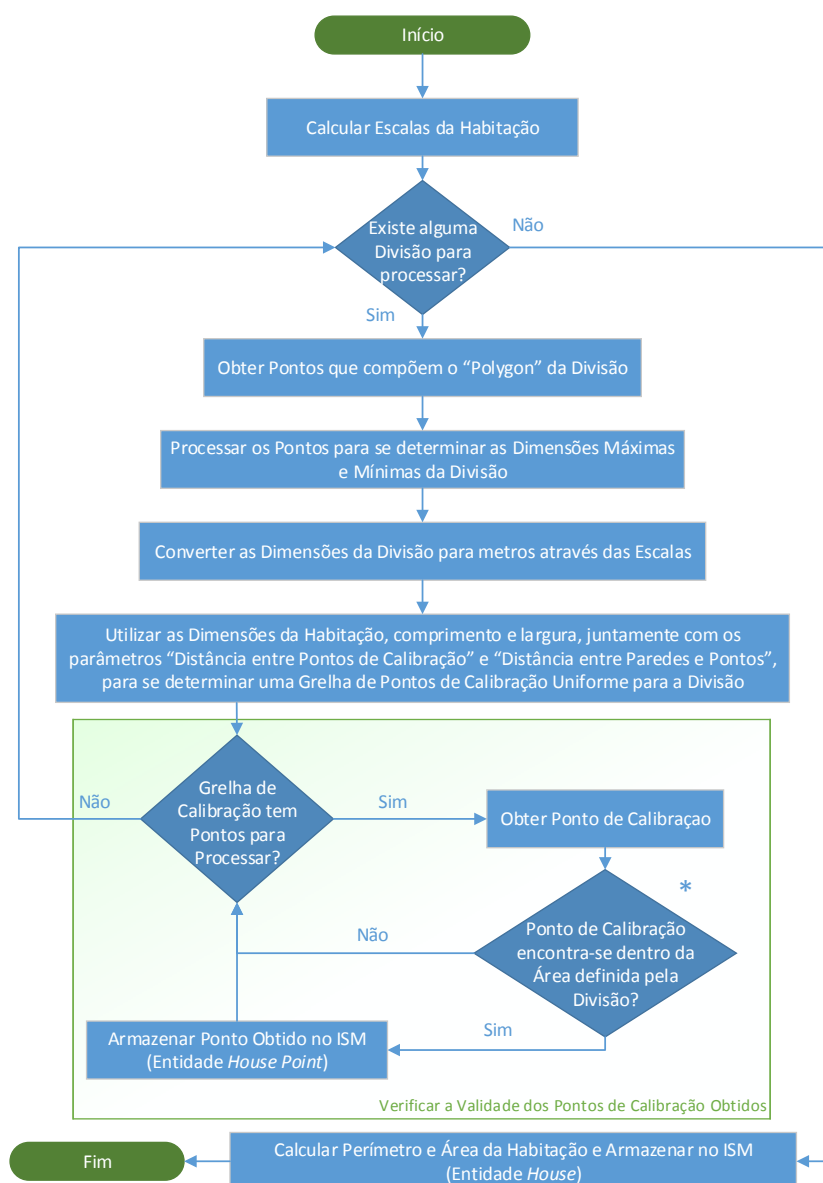 Início
Calcular Escalas da Habitação
Existe alguma
Divisão para
processar?
Não
Sim
Obter Pontos que compõem o “Polygon” da Divisão
Processar os Pontos para se determinar as Dimensões Máximas
e Mínimas da Divisão
Converter as Dimensões da Divisão para metros através das Escalas
Utilizar as Dimensões da Habitação, comprimento e largura, juntamente com os
parâmetros “Distância entre Pontos de Calibração” e “Distância entre Paredes e Pontos”,
para se determinar uma Grelha de Pontos de Calibração Uniforme para a Divisão
Grelha de
Calibração tem
Pontos para
Processar?
Não
Sim
Obter Ponto de Calibraçao
*
Ponto de Calibração
encontra-se dentro da
Área definida pela
Divisão?
Não
Sim
Armazenar Ponto Obtido no ISM
(Entidade House Point)
Verificar a Validade dos Pontos de Calibração Obtidos
Calcular Perímetro e Área da Habitação e Armazenar no ISM
(Entidade House)
Fim